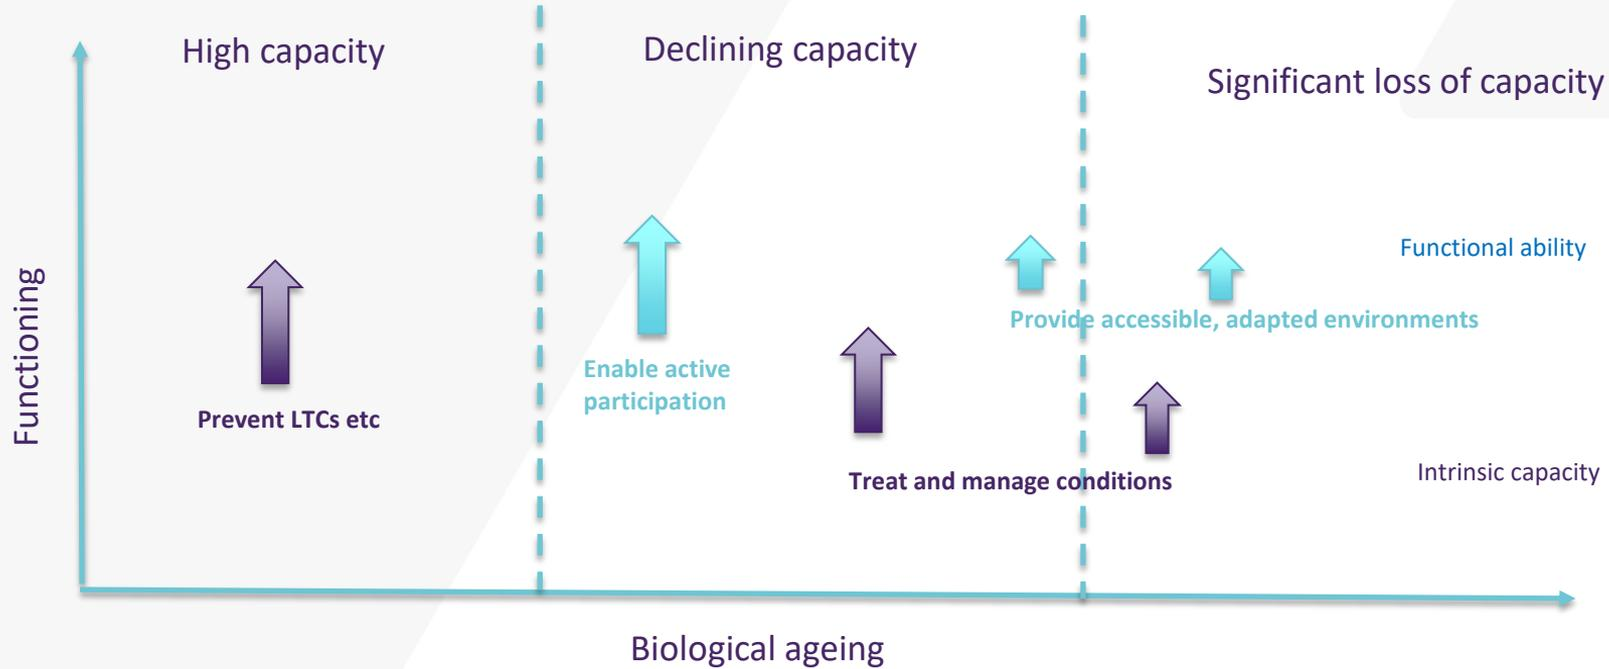 High capacity
Declining capacity
Significant loss of capacity
Functioning
Functional ability
Provide accessible, adapted environments
Enable active
participation
Prevent LTCs etc
Treat and manage conditions
Intrinsic capacity
Biological ageing